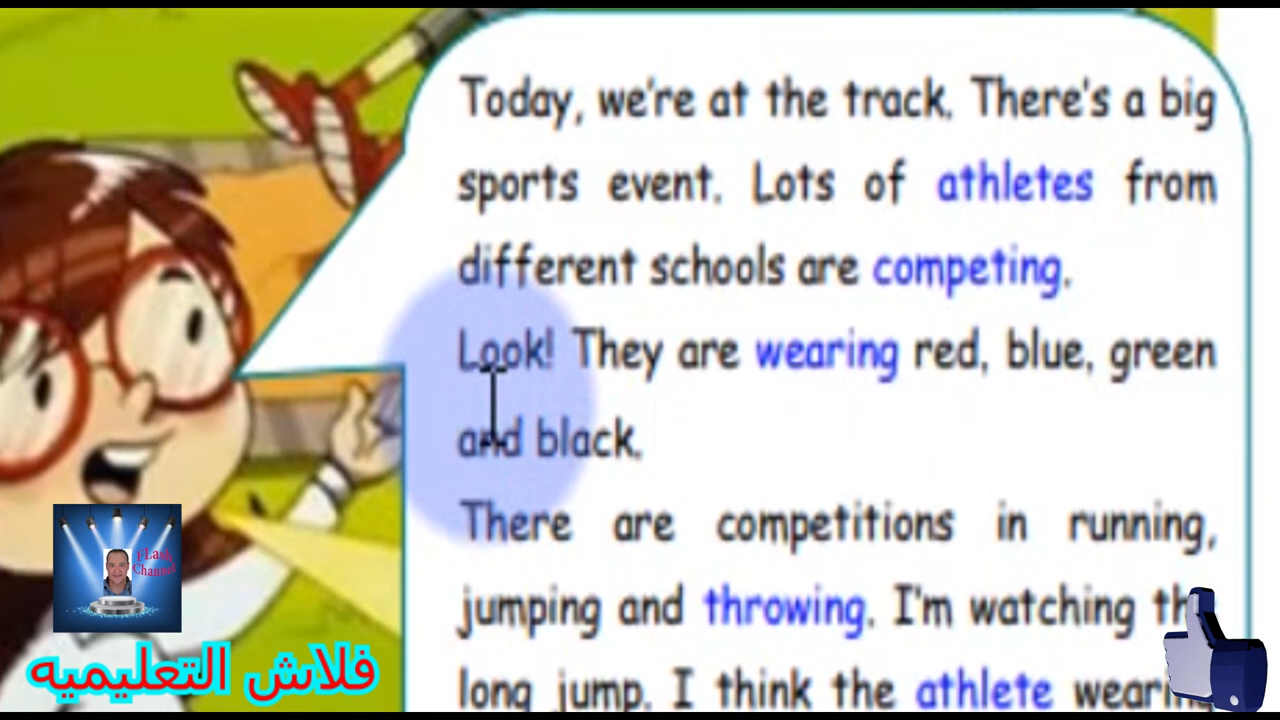 Today, we're at the track. There's a big
sports event. Lots of athletes from
different schools are competing.
Look! They are wearing red, blue, green
and black.
There are competitions in running,
jumping and throwing. I'm watching
long jump. I think the athlete
fLash
Channel
فلاش التعليميه